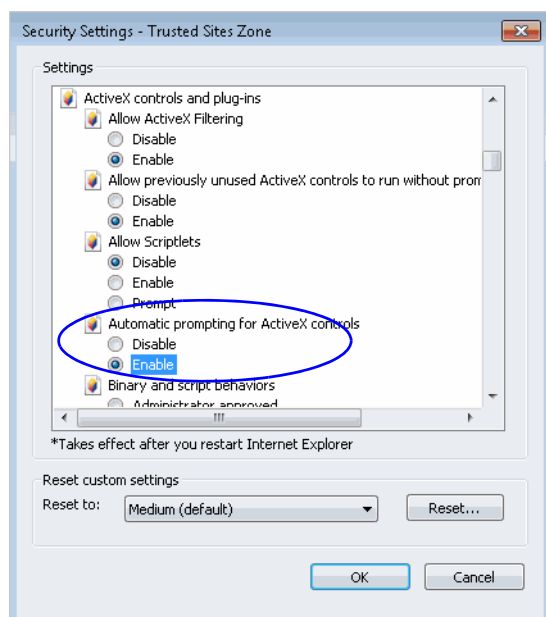 Security Settings - Trusted Sites Zone
Settings
ActiveX controls and plug-ins
Allow ActiveX Filtering
Disable
Enable
Allow previously unused ActiveX controls to run without prom
Disable
Enable
Allow Scriptlets
Disable
Enable
Prompt
Automatic prompting for ActiveX controls
Disable
Enable
Binary and script behaviors
Administrator approved
*Takes effect after you restart Internet Explorer
Reset custom settings
Reset to: Medium (default) Reset...
OK Cancel